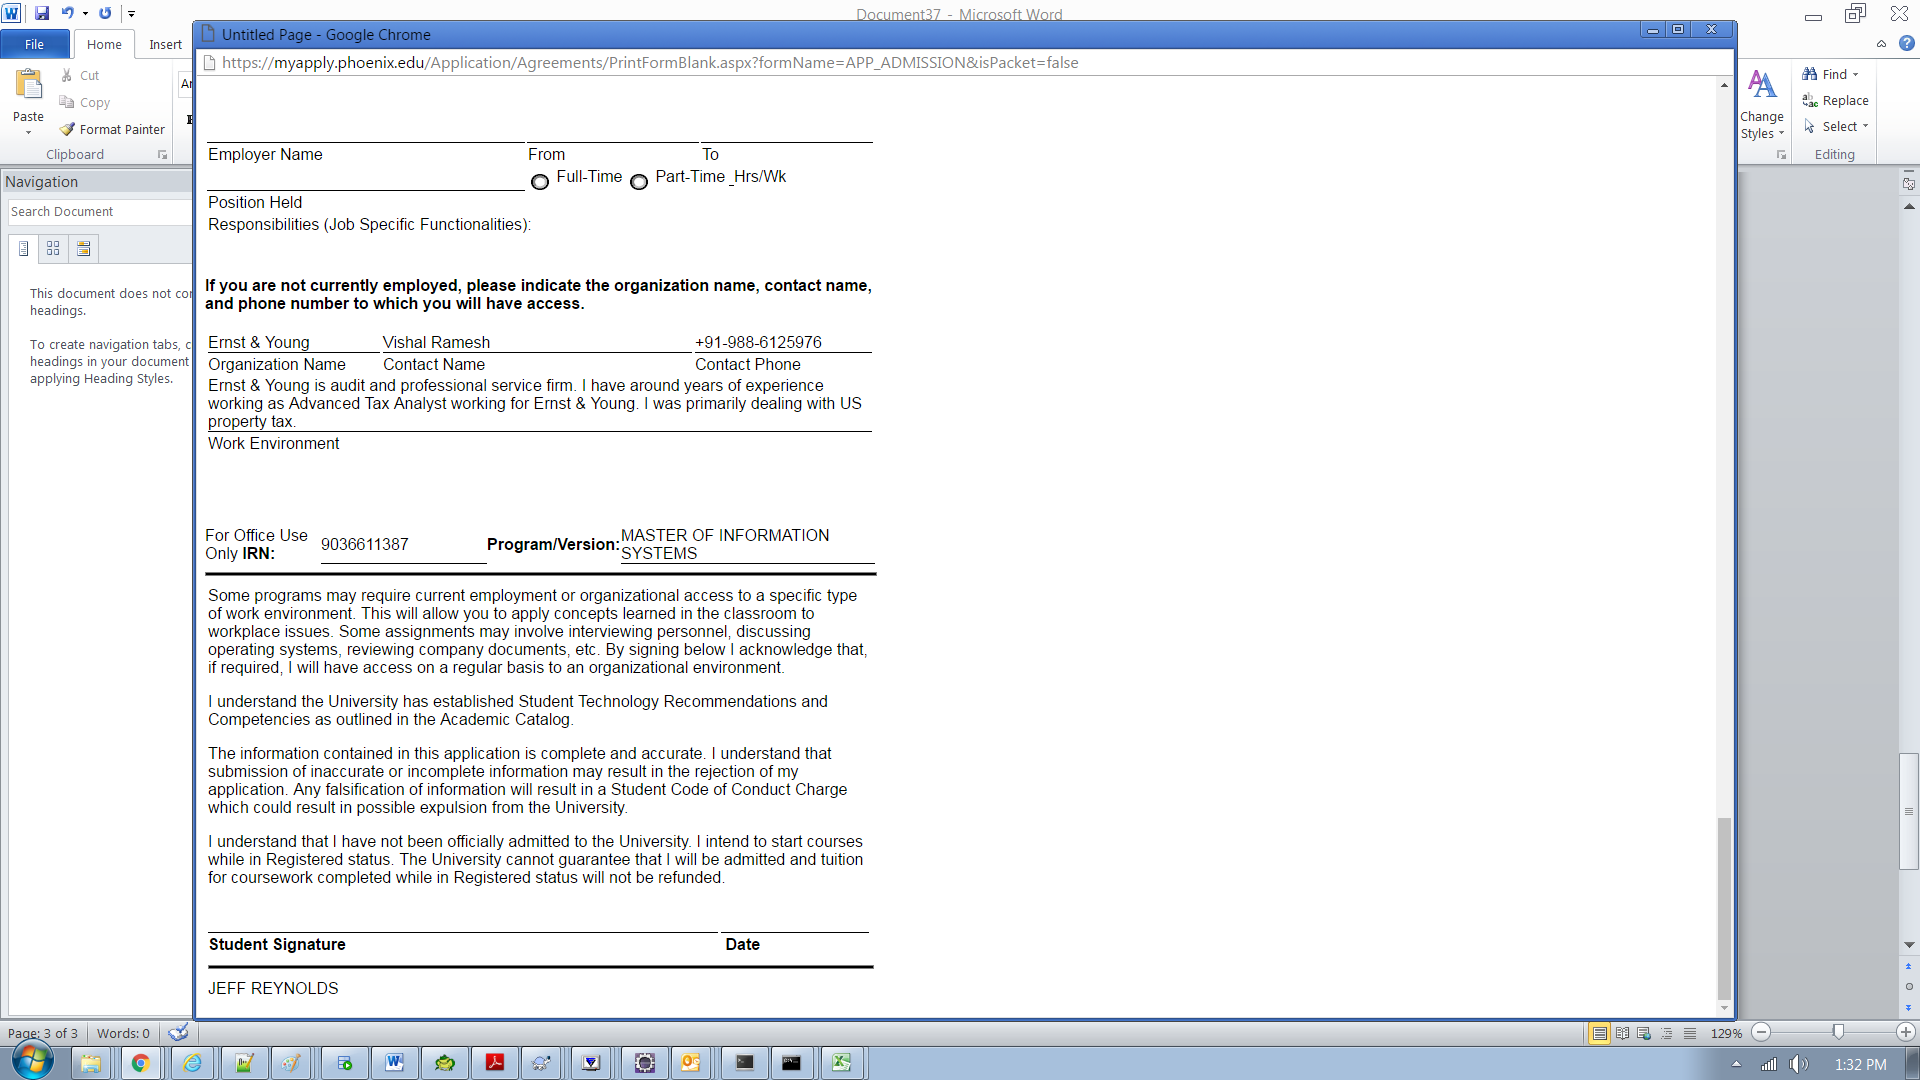 Document37 - Microsoft Word
File
Home
Insert
Cut
Copy
Format Painter
Paste
Clipboard
Untitled Page - Google Chrome
https://myapply.phoenix.edu/Application/Agreements/PrintFormBlank.aspx?formName=APP_ADMISSION&isPacket=false
Change
Styles
Find
Replace
Select
Editing
Navigation
Search Document
This document does not
headings.
To create navigation tabs,
headings in your document
applying Heading Styles.
Employer Name From To
Full-Time Part-Time _Hrs/Wk
Position Held
Responsibilities (Job Specific Functionalities):
If you are not currently employed, please indicate the organization name, contact name,
and phone number to which you will have access.
Ernst & Young Vishal Ramesh +91-988-6125976
Organization Name Contact Name Contact Phone
Ernst & Young is audit and professional service firm. I have around years of experience
working as Advanced Tax Analyst working for Ernst & Young. I was primarily dealing with US
property tax.
Work Environment
For Office Use
Only IRN: 9036611387 Program/Version: MASTER OF INFORMATION
SYSTEMS
Some programs may require current employment or organizational access to a specific type
of work environment. This will allow you to apply concepts learned in the classroom to
workplace issues. Some assignments may involve interviewing personnel, discussing
operating systems, reviewing company documents, etc. By signing below I acknowledge that,
if required, I will have access on a regular basis to an organizational environment.
I understand the University has established Student Technology Recommendations and
Competencies as outlined in the Academic Catalog.
The information contained in this application is complete and accurate. I understand that
submission of inaccurate or incomplete information may result in the rejection of my
application. Any falsification of information will result in a Student Code of Conduct Charge
which could result in possible expulsion from the University.
I understand that I have not been officially admitted to the University. I intend to start courses
while in Registered status. The University cannot guarantee that I will be admitted and tuition
for coursework completed while in Registered status will not be refunded.
Student Signature Date
JEFF REYNOLDS
Page: 3 of 3 Words: 0
129%
1:32 PM